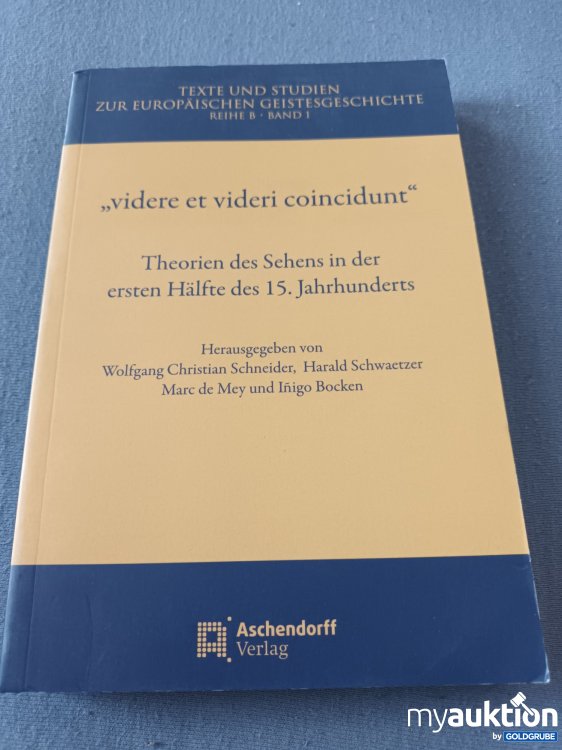 TEXTE UND STUDIEN
ZUR EUROPÄISCHEN GEISTESGESCHICHTE
REIHE B · BAND 1
„videre et videri coincidunt“
Theorien des Sehens in der
ersten Hälfte des 15. Jahrhunderts
Herausgegeben von
Wolfgang Christian Schneider, Harald Schwaetzer
Marc de Mey und Iñigo Bocken
Aschendorff
Verlag
myauktion
by GOLDGRUBE